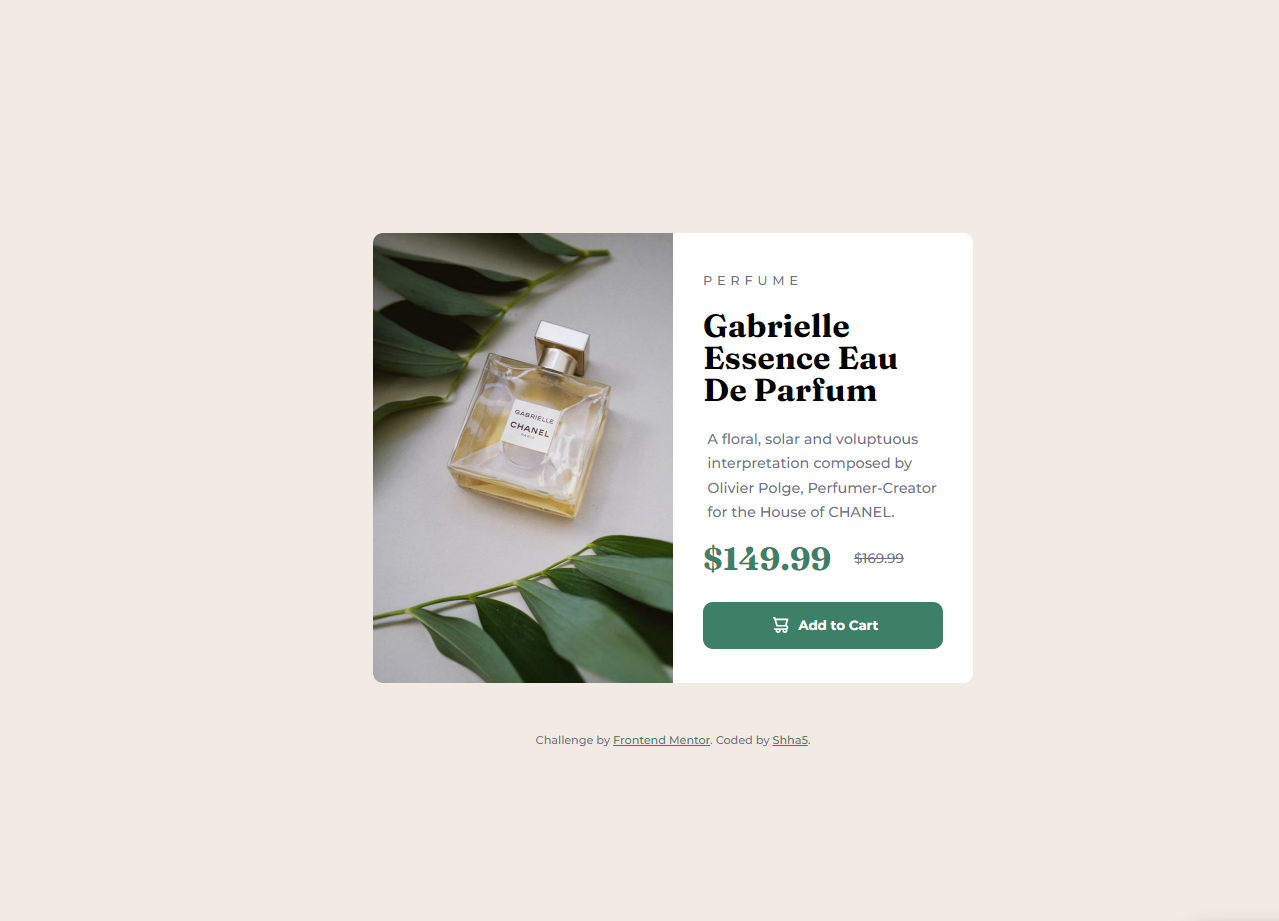 GABRIELLE
CHANEL
PARIS
PERFUME
Gabrielle
Essence Eau
De Parfum
A floral, solar and voluptuous
interpretation composed by
Olivier Polge, Perfumer-Creator
for the House of CHANEL.
$149.99 $169.99
Add to Cart
Challenge by Frontend Mentor. Coded by Shha5.